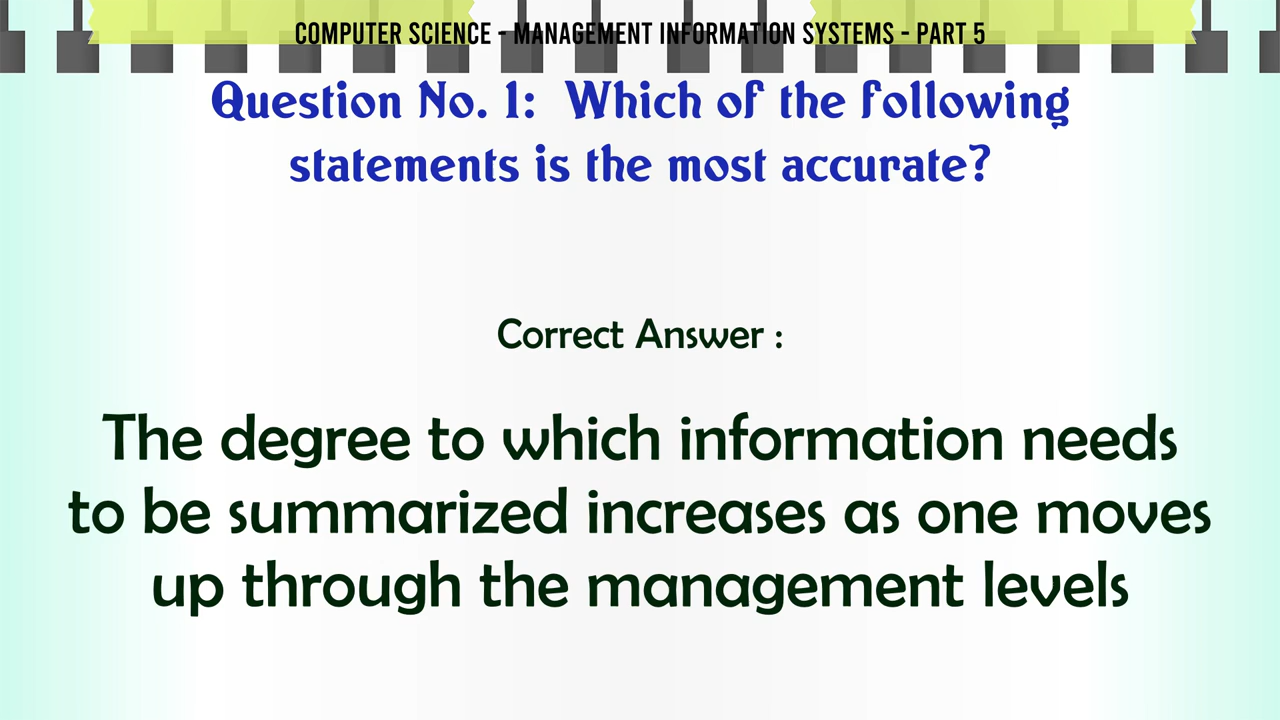 COMPUTER SCIENCE - MANAGEMENT INFORMATION SYSTEMS - PART 5
Question No. 1: Which of the following
statements is the most accurate?
Correct Answer :
The degree to which information needs
to be summarized increases as one moves
up through the management levels